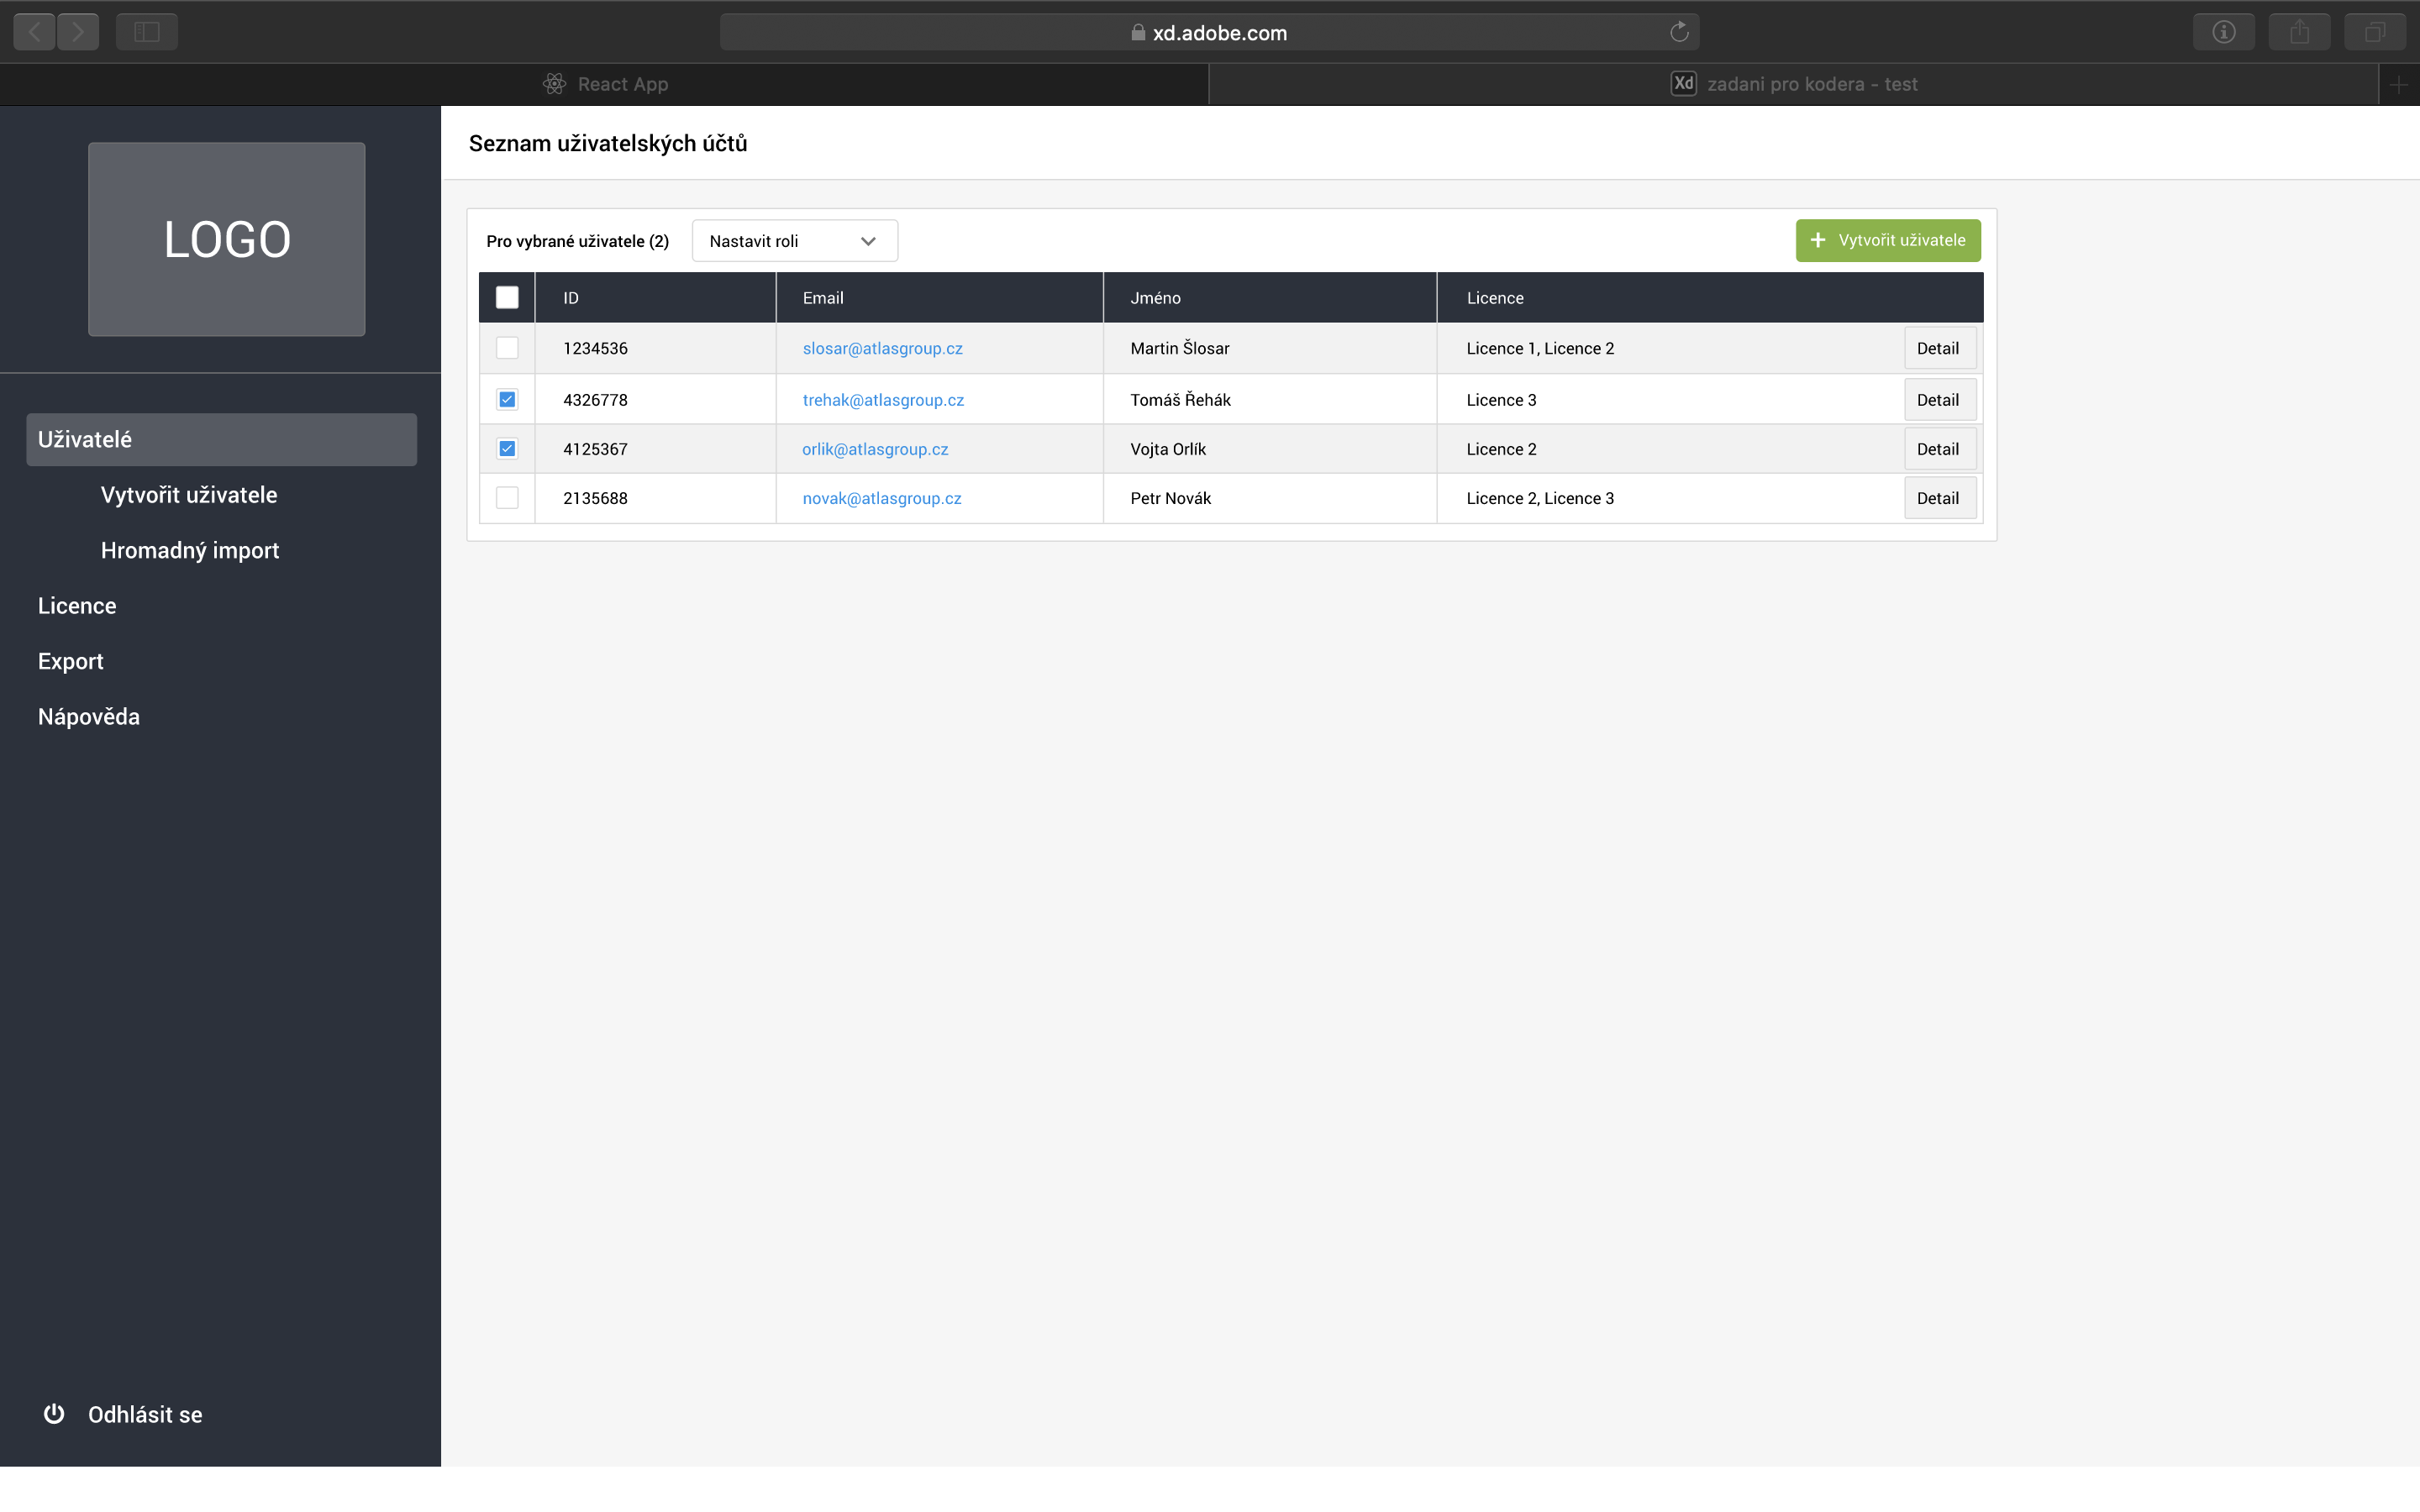 xd.adobe.com
React App
Xd zadani pro kodera - test
LOGO
Uživatelé
Vytvořit uživatele
Hromadný import
Licence
Export
Nápověda
Odhlásit se
Seznam uživatelských účtů
Pro vybrané uživatele (2) Nastavit roli + Vytvořit uživatele
ID Email Jméno Licence
1234536 slosar@atlasgroup.cz Martin Šlosar Licence 1, Licence 2 Detail
4326778 trehak@atlasgroup.cz Tomáš Řehák Licence 3 Detail
4125367 orlik@atlasgroup.cz Vojta Orlík Licence 2 Detail
2135688 novak@atlasgroup.cz Petr Novák Licence 2, Licence 3 Detail